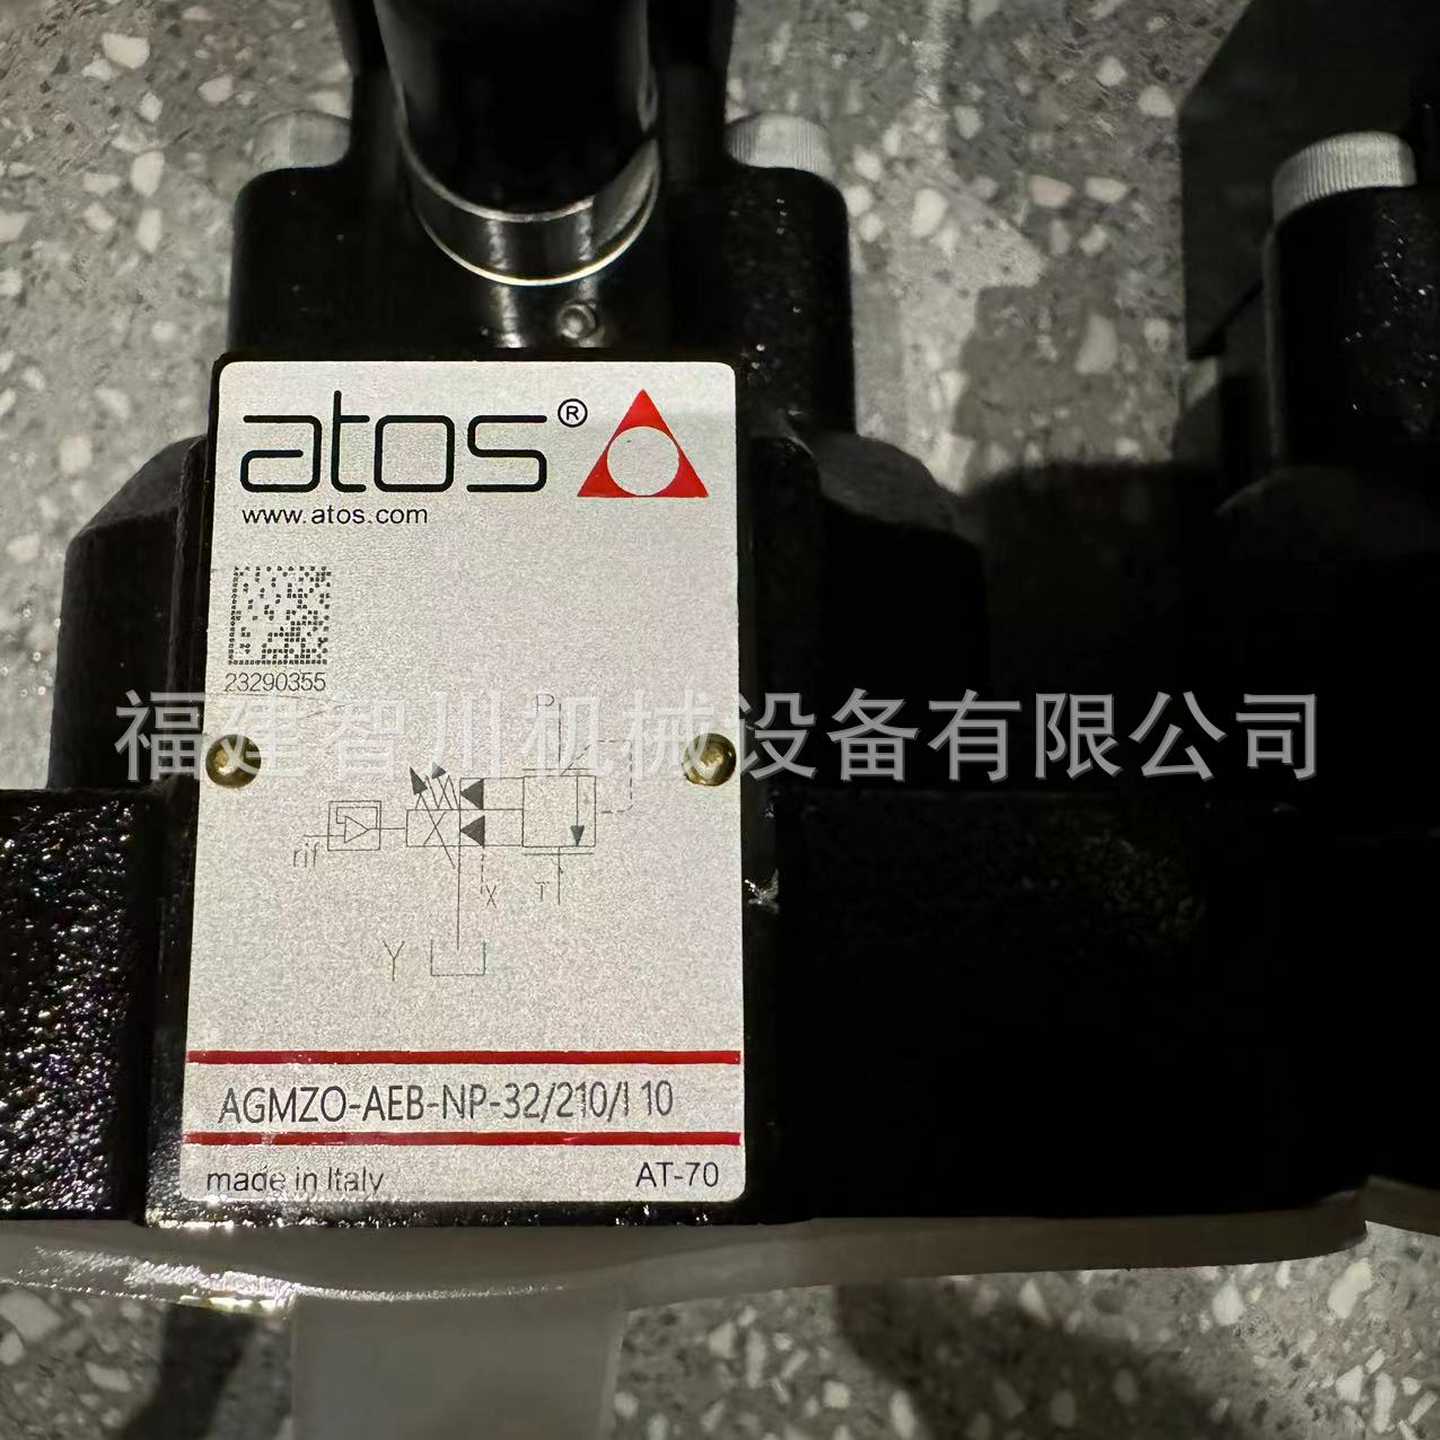 atos®
www.atos.com
23290355
福建智川机械设备有限公司
P
rif
X
T
Y
AGMZO-AEB-NP-32/210/I 10
made in Italy
AT-70